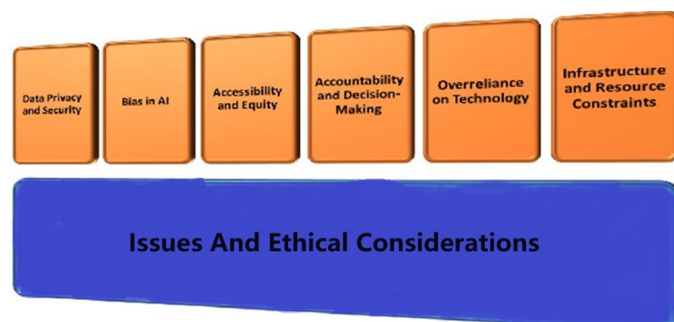 Data Privacy
and Security
Bias in AI
Accessibility
and Equity
Accountability
and Decision-
Making
Overreliance
on Technology
Infrastructure
and Resource
Constraints
Issues And Ethical Considerations